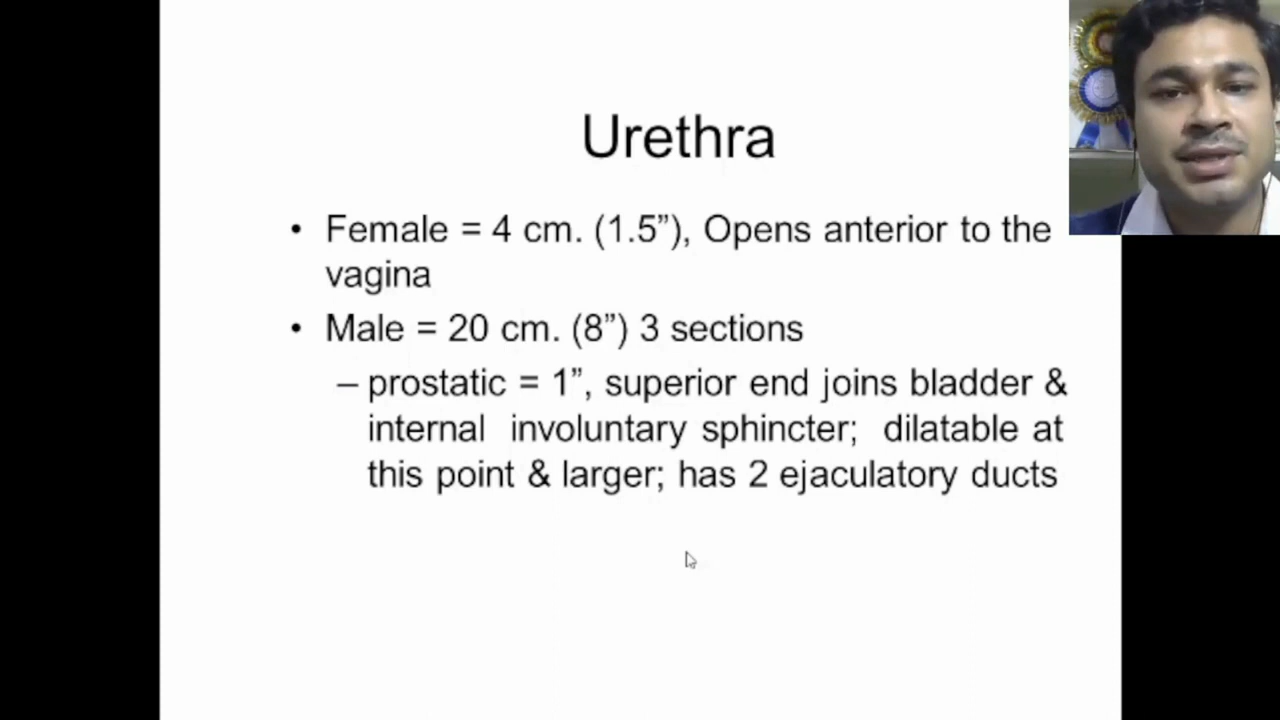 Urethra
• Female = 4 cm. (1.5”), Opens anterior to the
vagina
• Male = 20 cm. (8”) 3 sections
– prostatic = 1”, superior end joins bladder &
internal involuntary sphincter; dilatable at
this point & larger; has 2 ejaculatory ducts